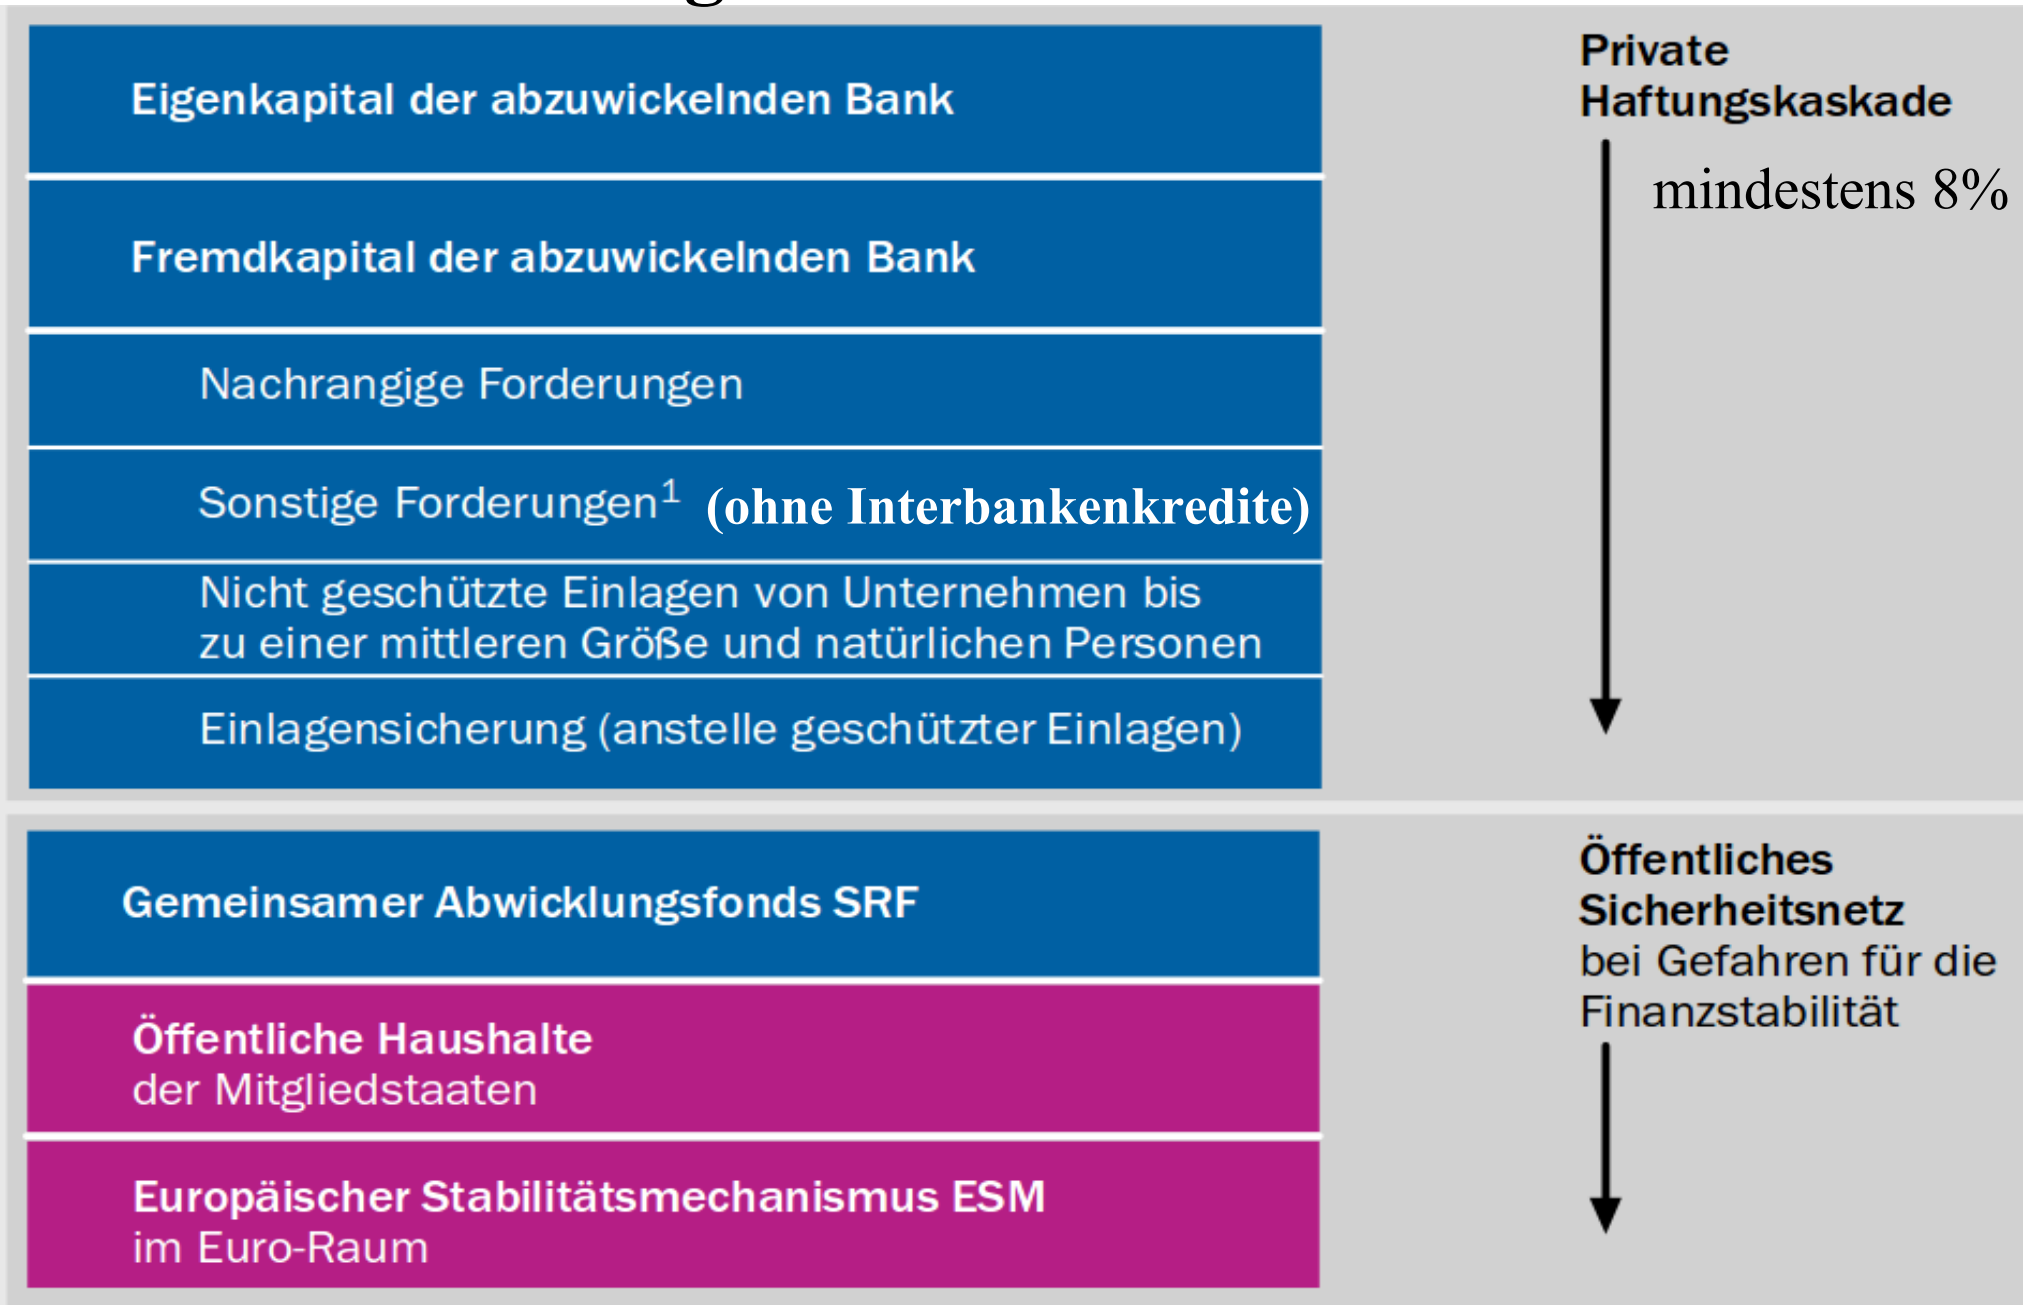 Eigenkapital der abzuwickelnden Bank
Fremdkapital der abzuwickelnden Bank
Nachrangige Forderungen
Sonstige Forderungen¹ (ohne Interbankenkredite)
Nicht geschützte Einlagen von Unternehmen bis
zu einer mittleren Größe und natürlichen Personen
Einlagensicherung (anstelle geschützter Einlagen)
Private
Haftungskaskade
mindestens 8%
Gemeinsamer Abwicklungsfonds SRF
Öffentliche Haushalte
der Mitgliedstaaten
Europäischer Stabilitätsmechanismus ESM
im Euro-Raum
Öffentliches
Sicherheitsnetz
bei Gefahren für die
Finanzstabilität